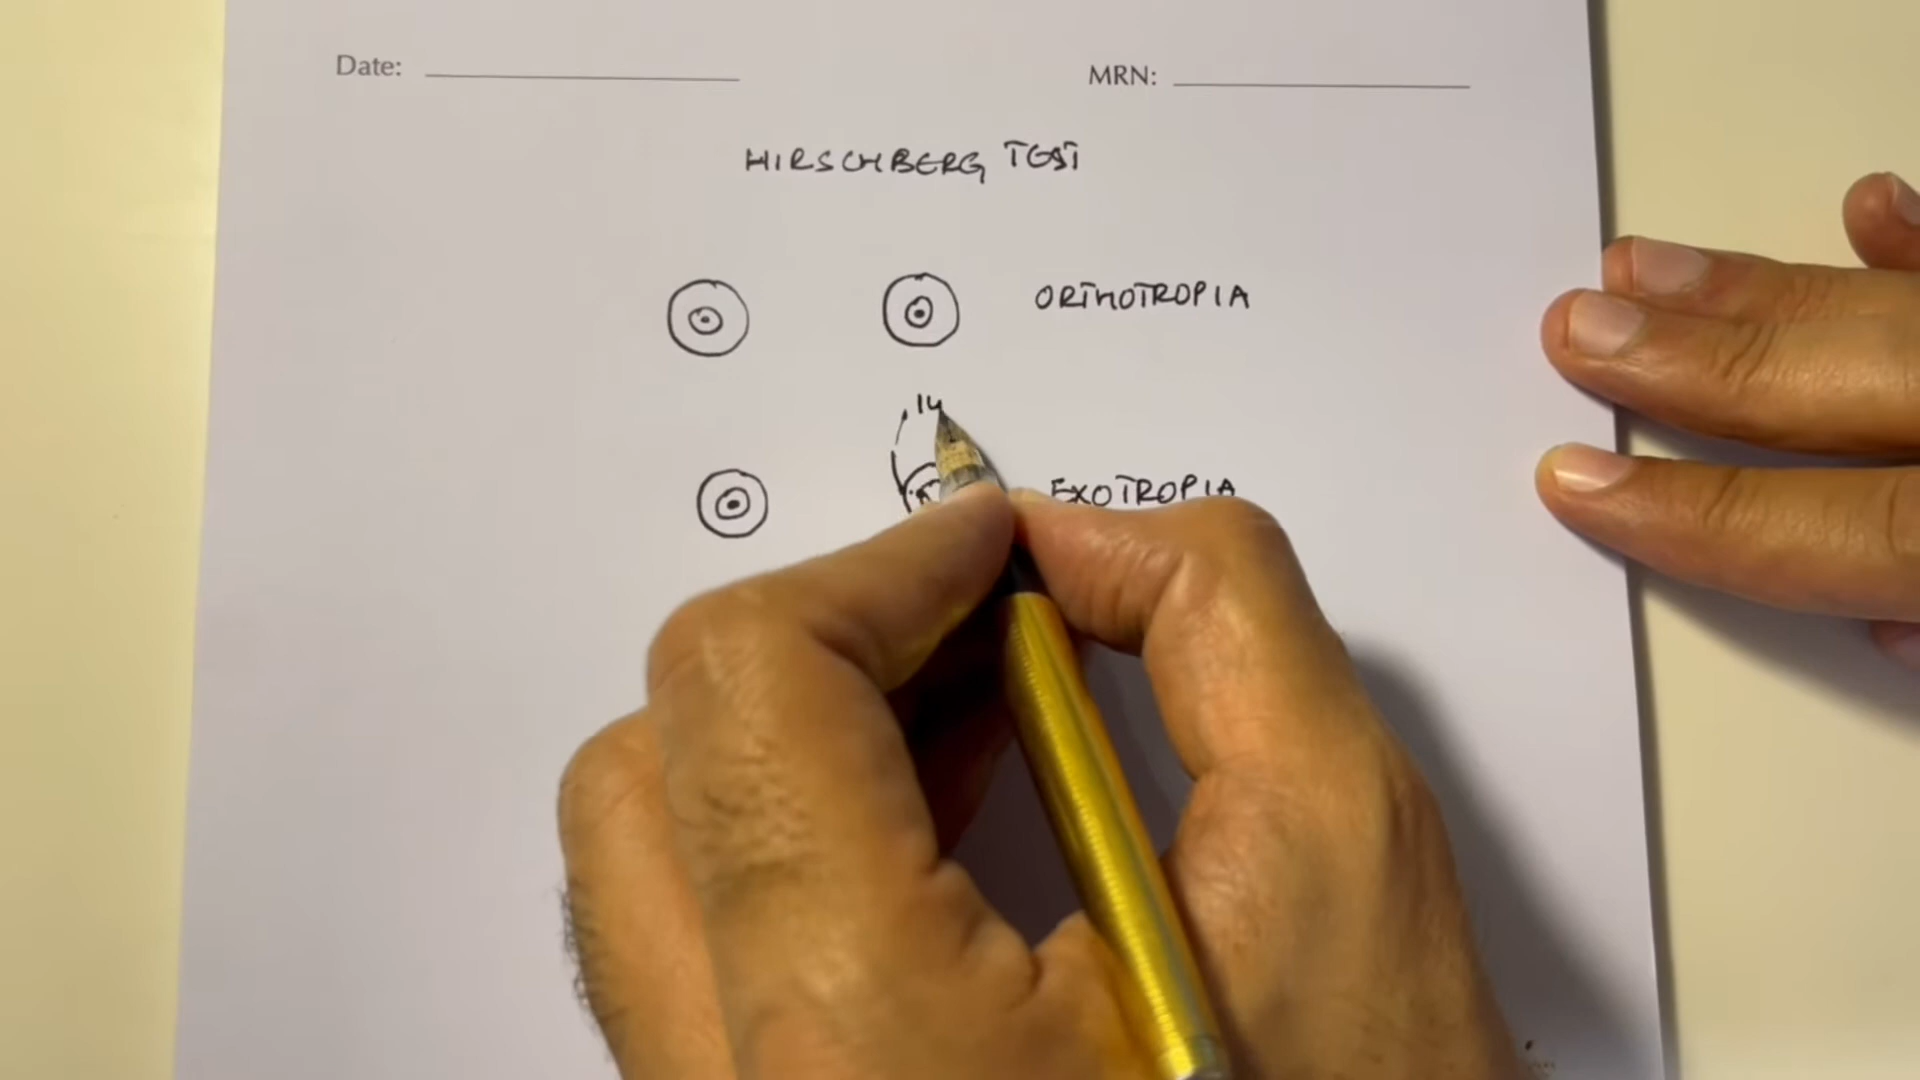 Date: MRN:
HIRSCHBERG TEST
ORTHOTROPIA
14
EXOTROPIA